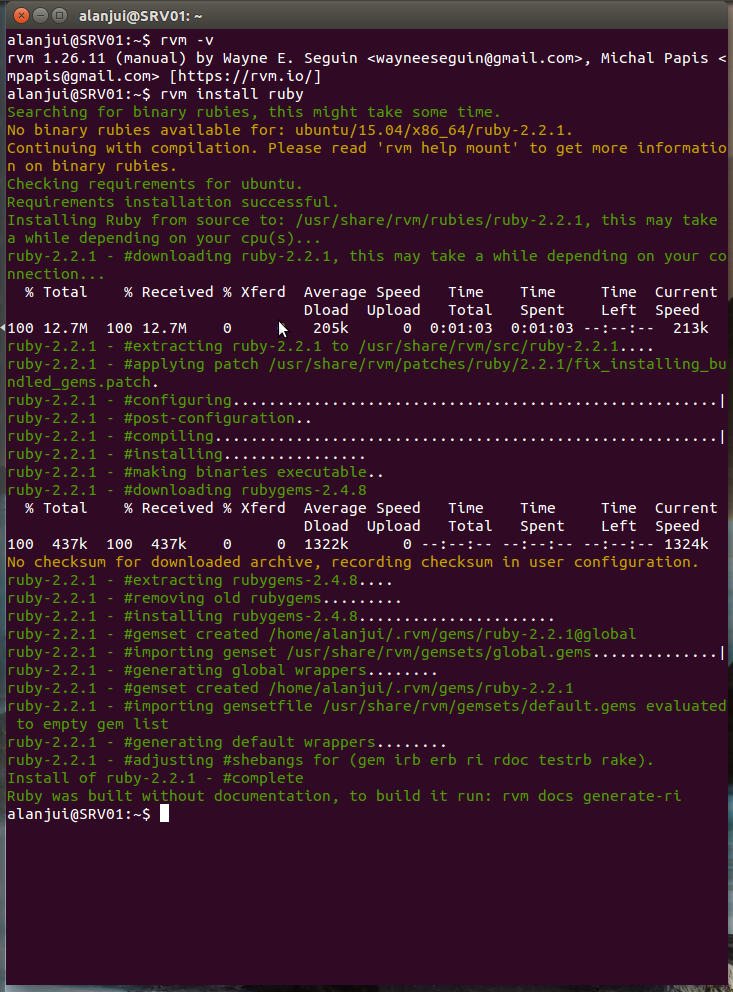 alanjui@SRV01: ~
alanjui@SRV01:~$ rvm -v
rvm 1.26.11 (manual) by Wayne E. Seguin <wayneeseguin@gmail.com>, Michal Papis <
mpapis@gmail.com> [https://rvm.io/]
alanjui@SRV01:~$ rvm install ruby
Searching for binary rubies, this might take some time.
No binary rubies available for: ubuntu/15.04/x86_64/ruby-2.2.1.
Continuing with compilation. Please read 'rvm help mount' to get more informatio
n on binary rubies.
Checking requirements for ubuntu.
Requirements installation successful.
Installing Ruby from source to: /usr/share/rvm/rubies/ruby-2.2.1, this may take
a while depending on your cpu(s)...
ruby-2.2.1 - #downloading ruby-2.2.1, this may take a while depending on your co
nnection...
  % Total    % Received % Xferd  Average Speed   Time    Time     Time  Current
                                 Dload  Upload   Total   Spent    Left  Speed
100 12.7M  100 12.7M    0         205k      0  0:01:03  0:01:03 --:--:--  213k
ruby-2.2.1 - #extracting ruby-2.2.1 to /usr/share/rvm/src/ruby-2.2.1....
ruby-2.2.1 - #applying patch /usr/share/rvm/patches/ruby/2.2.1/fix_installing_bu
ndled_gems.patch.
ruby-2.2.1 - #configuring......................................................|
ruby-2.2.1 - #post-configuration..
ruby-2.2.1 - #compiling........................................................|
ruby-2.2.1 - #installing................
ruby-2.2.1 - #making binaries executable..
ruby-2.2.1 - #downloading rubygems-2.4.8
  % Total    % Received % Xferd  Average Speed   Time    Time     Time  Current
                                 Dload  Upload   Total   Spent    Left  Speed
100  437k  100  437k    0     0  1322k      0 --:--:-- --:--:-- --:--:-- 1324k
No checksum for downloaded archive, recording checksum in user configuration.
ruby-2.2.1 - #extracting rubygems-2.4.8....
ruby-2.2.1 - #removing old rubygems.........
ruby-2.2.1 - #installing rubygems-2.4.8......................
ruby-2.2.1 - #gemset created /home/alanjui/.rvm/gems/ruby-2.2.1@global
ruby-2.2.1 - #importing gemset /usr/share/rvm/gemsets/global.gems..............|
ruby-2.2.1 - #generating global wrappers........
ruby-2.2.1 - #gemset created /home/alanjui/.rvm/gems/ruby-2.2.1
ruby-2.2.1 - #importing gemsetfile /usr/share/rvm/gemsets/default.gems evaluated
 to empty gem list
ruby-2.2.1 - #generating default wrappers........
ruby-2.2.1 - #adjusting #shebangs for (gem irb erb ri rdoc testrb rake).
Install of ruby-2.2.1 - #complete
Ruby was built without documentation, to build it run: rvm docs generate-ri
alanjui@SRV01:~$